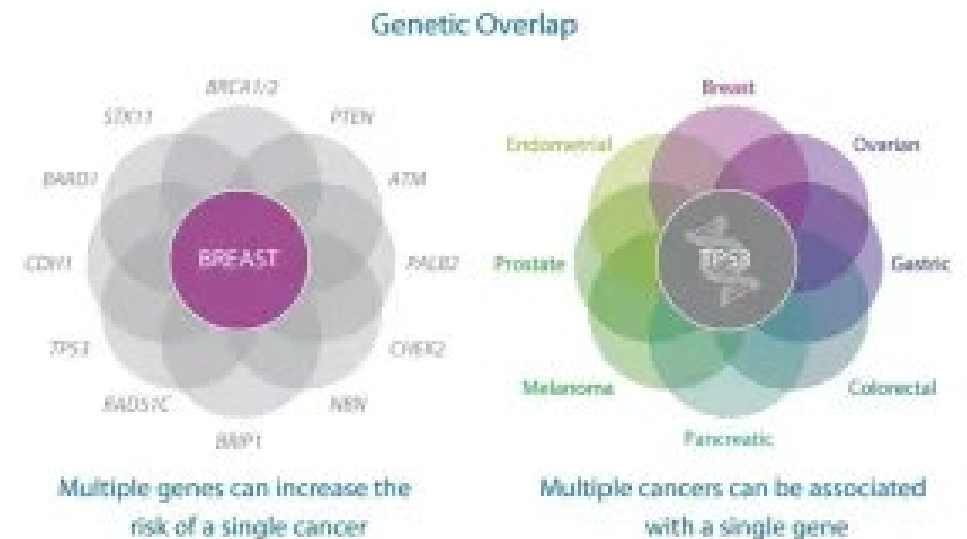 Genetic Overlap
BRCA1/2
STK11
PTEN
BARD1
ATM
CDH1
BREAST
PALB2
TP53
CHEK2
RAD51C
NBN
BRIP1
Multiple genes can increase the
risk of a single cancer
Breast
Endometrial
Ovarian
Prostate
TP53
Gastric
Melanoma
Colorectal
Pancreatic
Multiple cancers can be associated
with a single gene